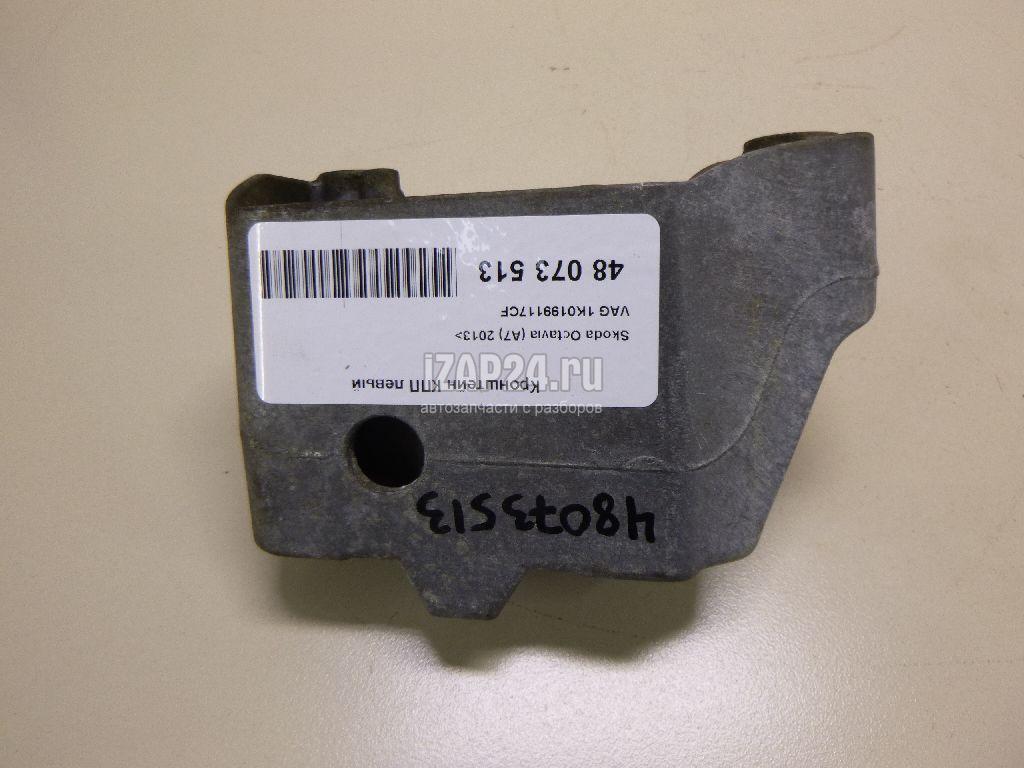 Кронштейн КПП левый
Skoda Octavia (A7) 2013>
VAG 1K0199117CF
48 073 513
48073513
iZAP24.ru
автозапчасти с разборов